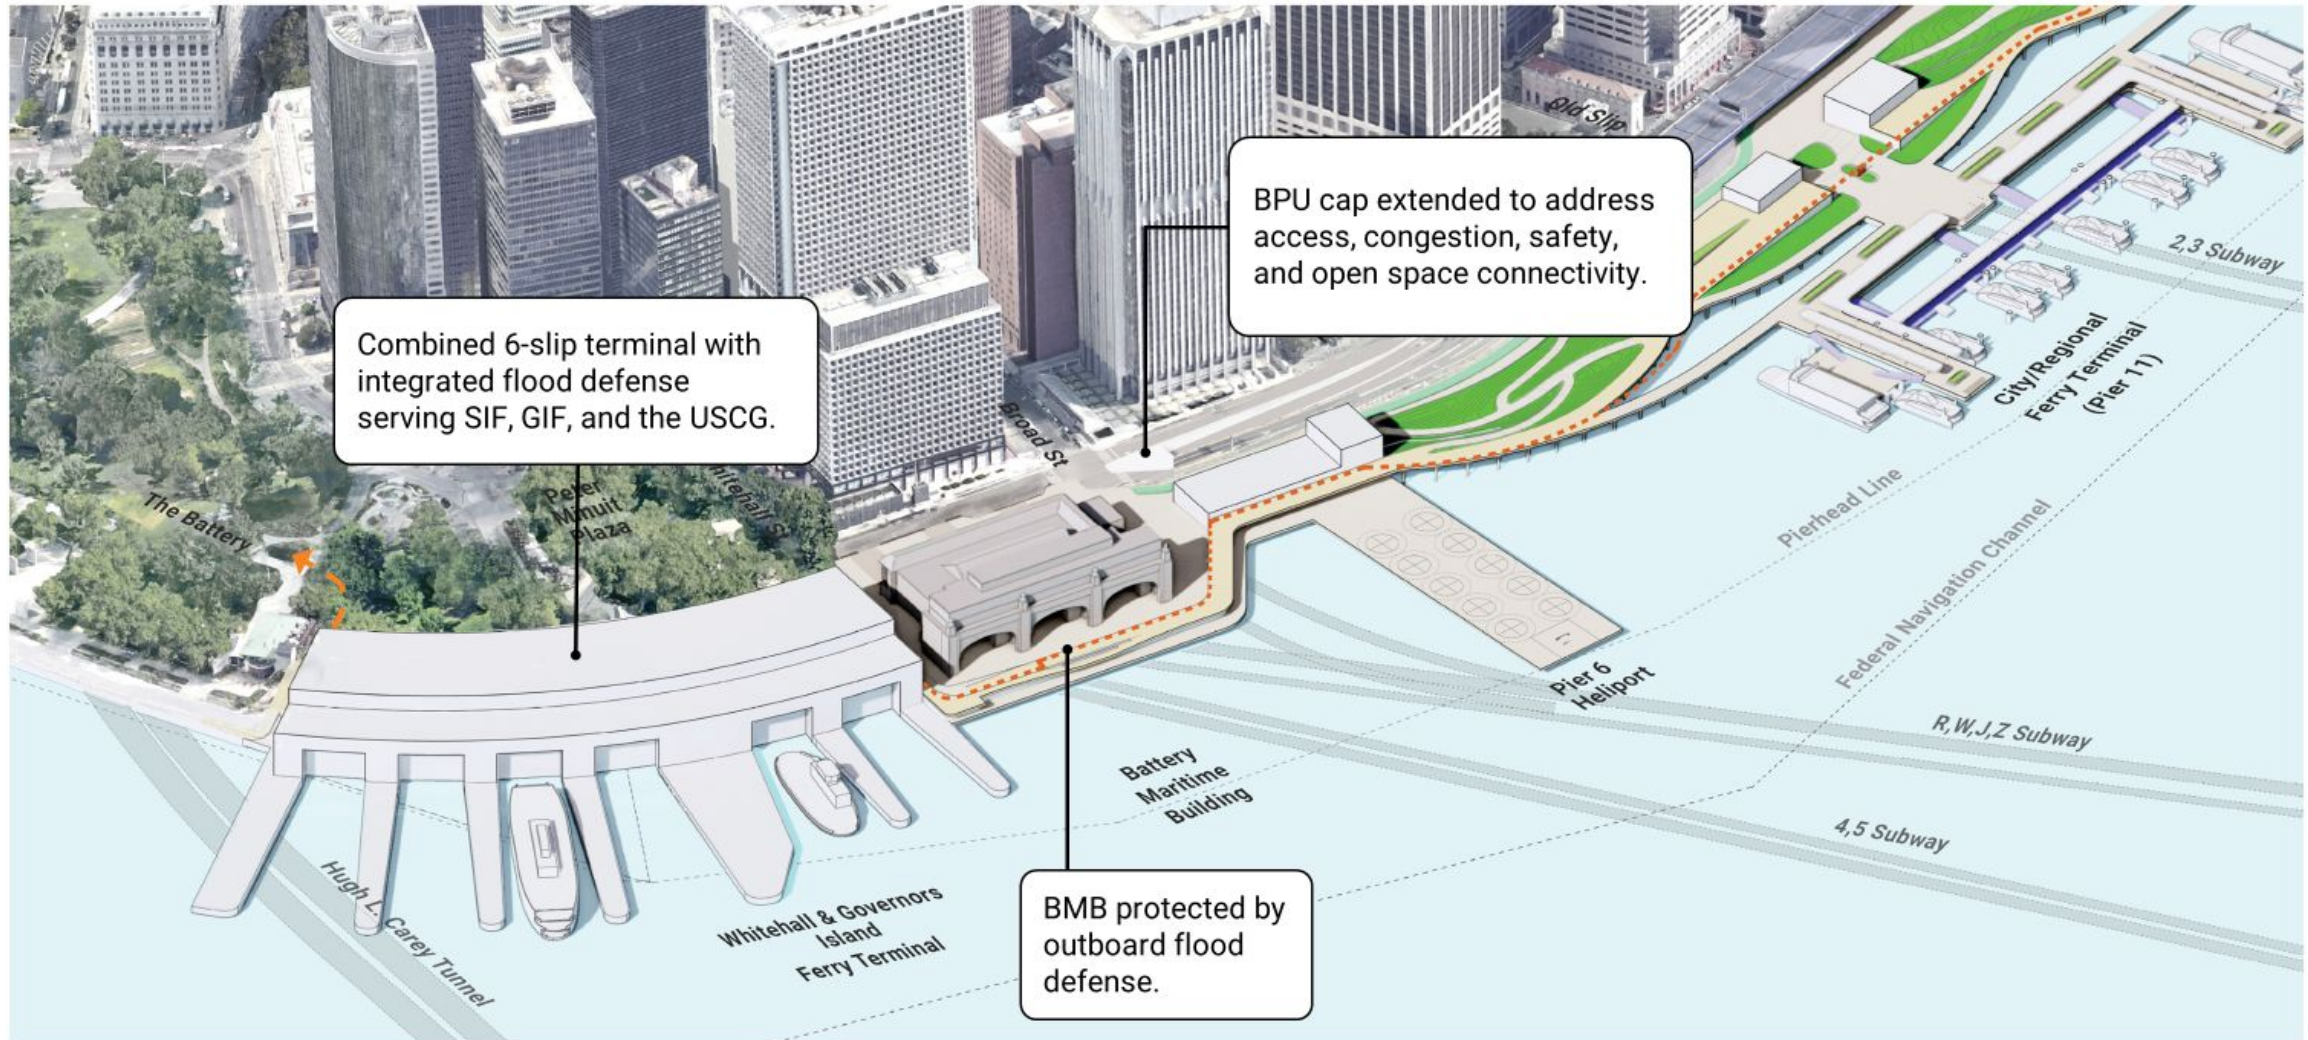 Old Slip
BPU cap extended to address
access, congestion, safety,
and open space connectivity.
2,3 Subway
City/Regional
Ferry Terminal
(Pier 11)
Combined 6-slip terminal with
integrated flood defense
serving SIF, GIF, and the USCG.
Broad St
Whitehall St
Peter
Minuit
Plaza
The Battery
Pierhead Line
Federal Navigation Channel
Pier 6
Heliport
R,W,J,Z Subway
4,5 Subway
Battery
Maritime
Building
Whitehall & Governors
Island
Ferry Terminal
Hugh L. Carey Tunnel
BMB protected by
outboard flood
defense.